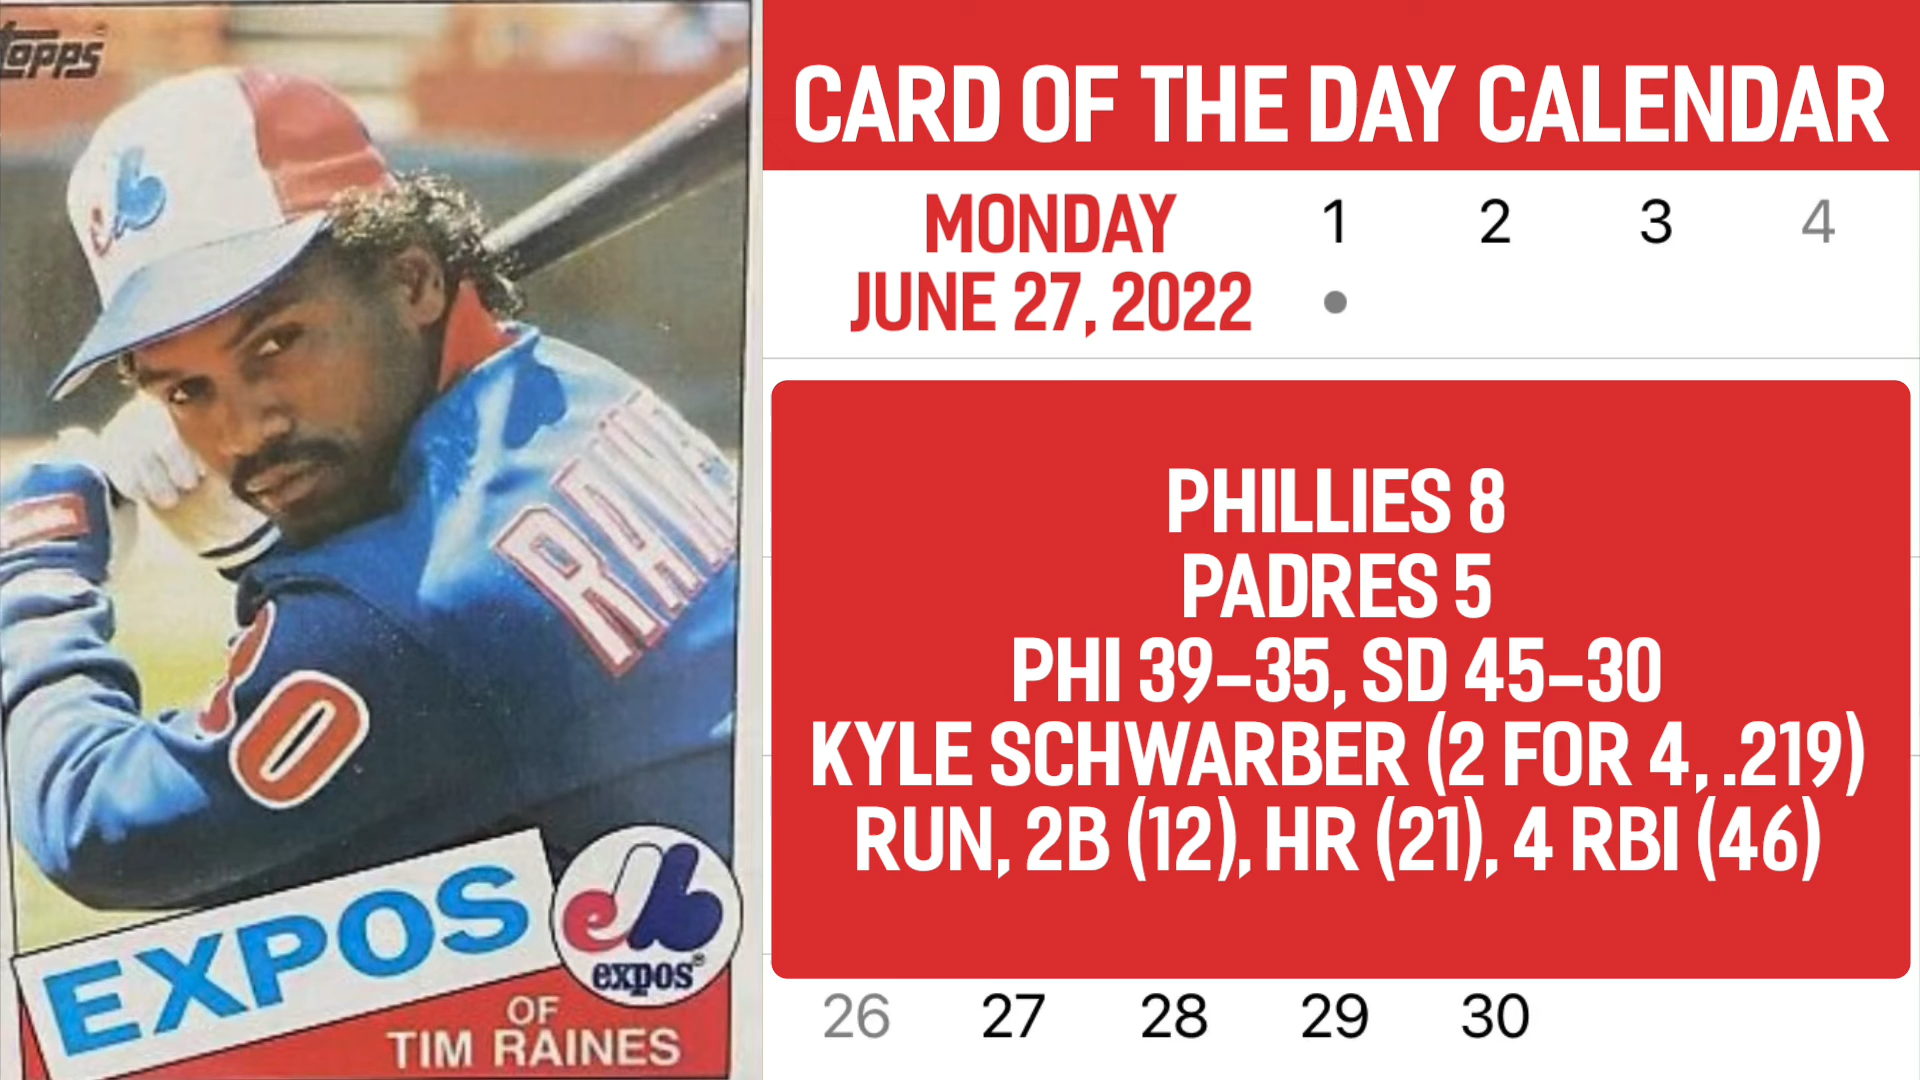 Topps
RAINES
30
EXPOS
expos
OF
TIM RAINES
CARD OF THE DAY CALENDAR
MONDAY
JUNE 27, 2022
1 2 3 4
PHILLIES 8
PADRES 5
PHI 39-35, SD 45-30
KYLE SCHWARBER (2 FOR 4, .219)
RUN, 2B (12), HR (21), 4 RBI (46)
26 27 28 29 30